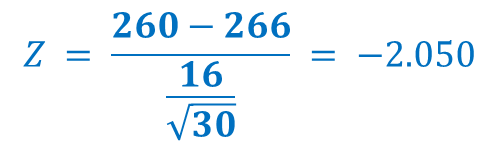 Z = (260 − 266) / (16 / √30) = −2.050